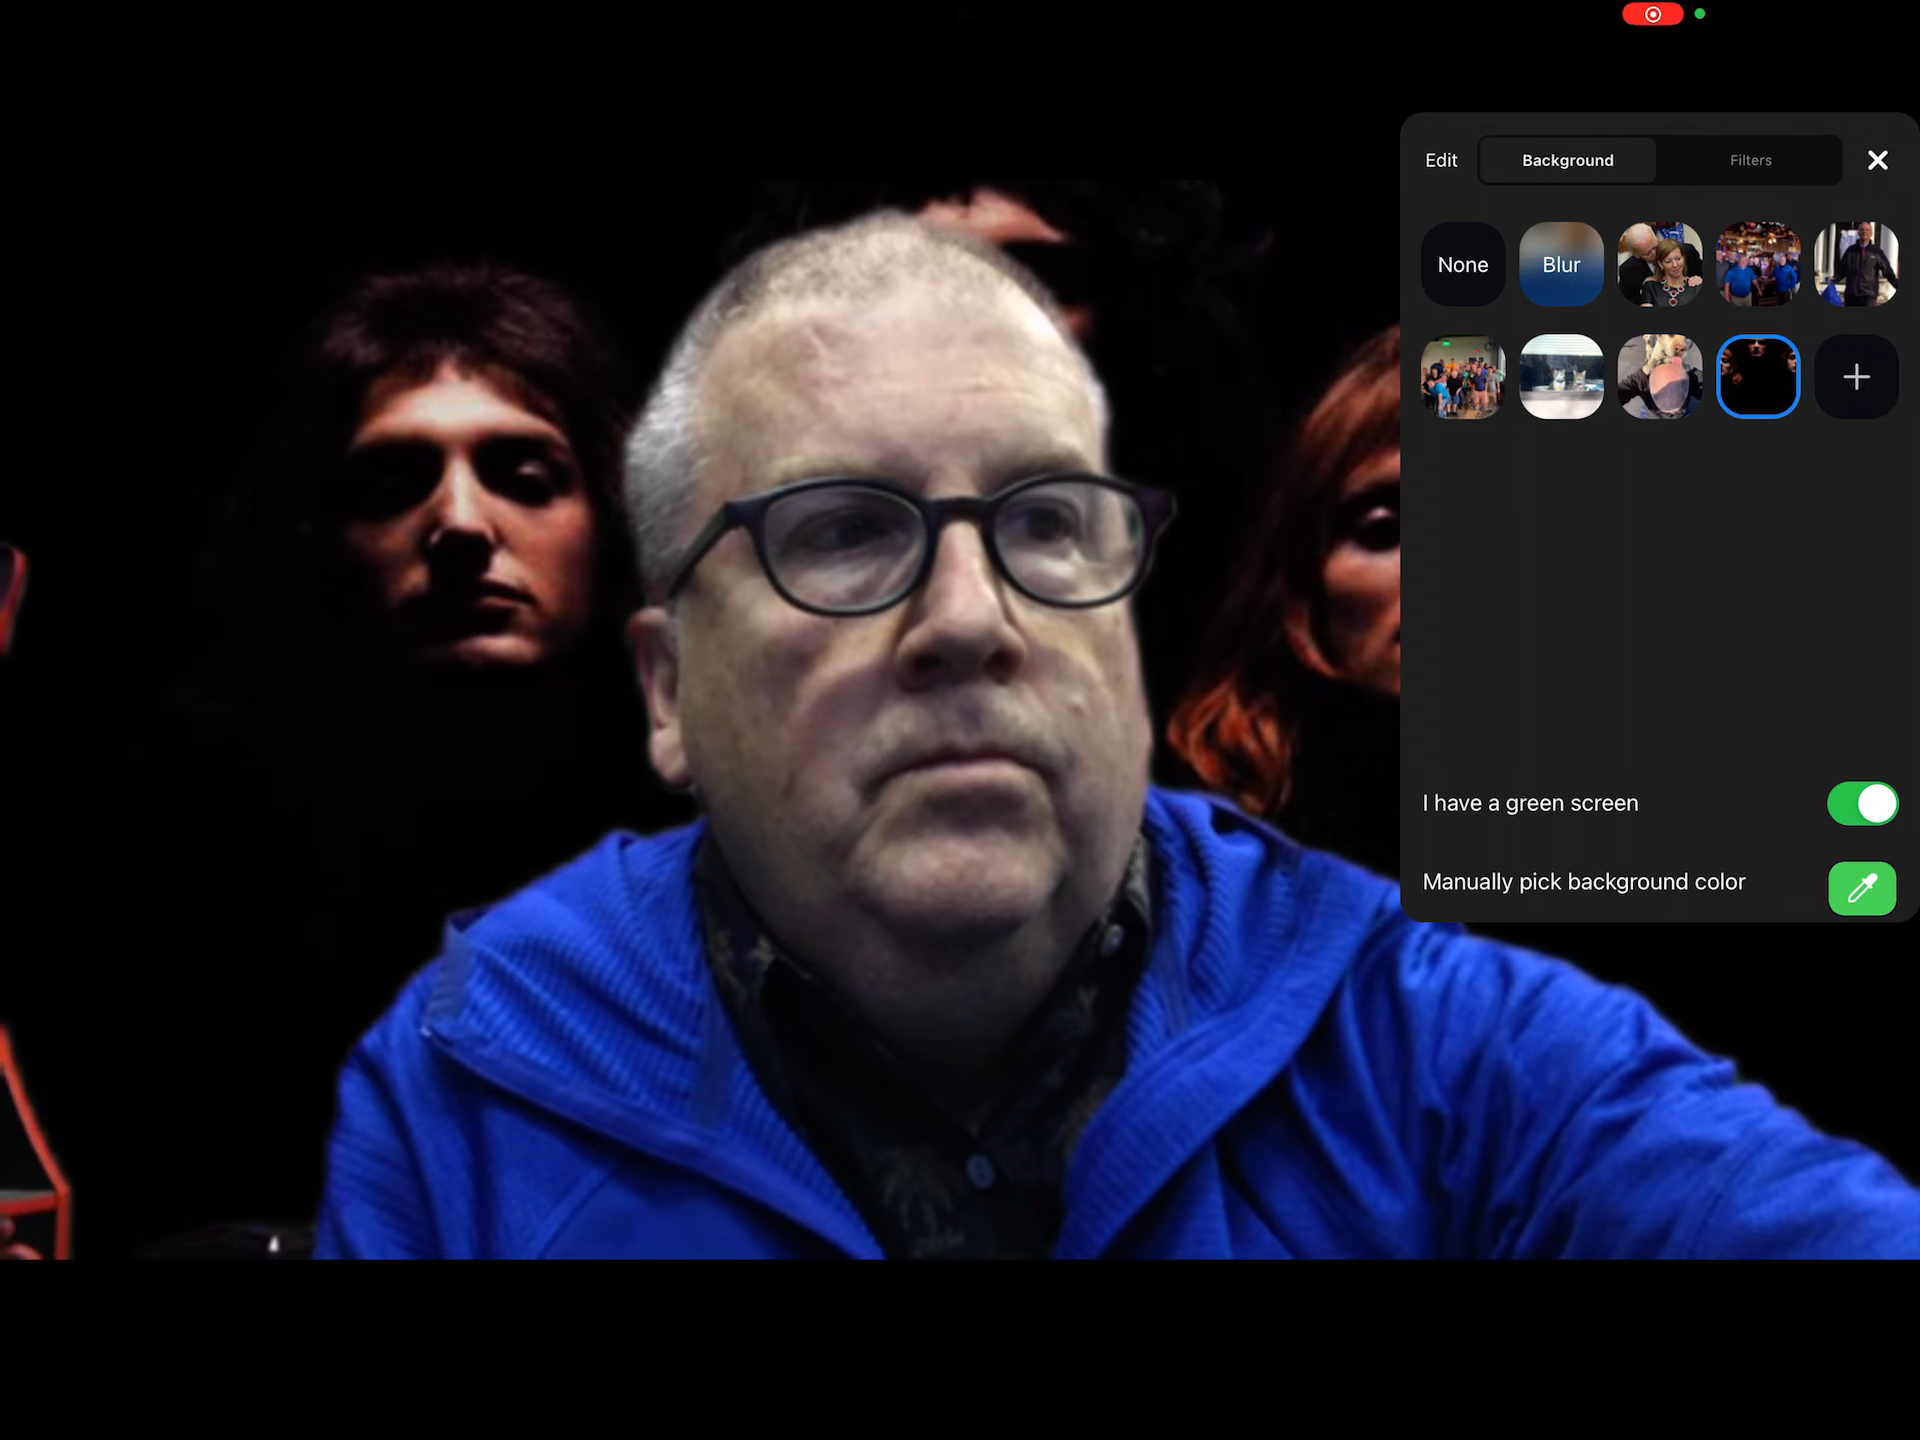 Edit
Background
Filters
None
Blur
I have a green screen
Manually pick background color